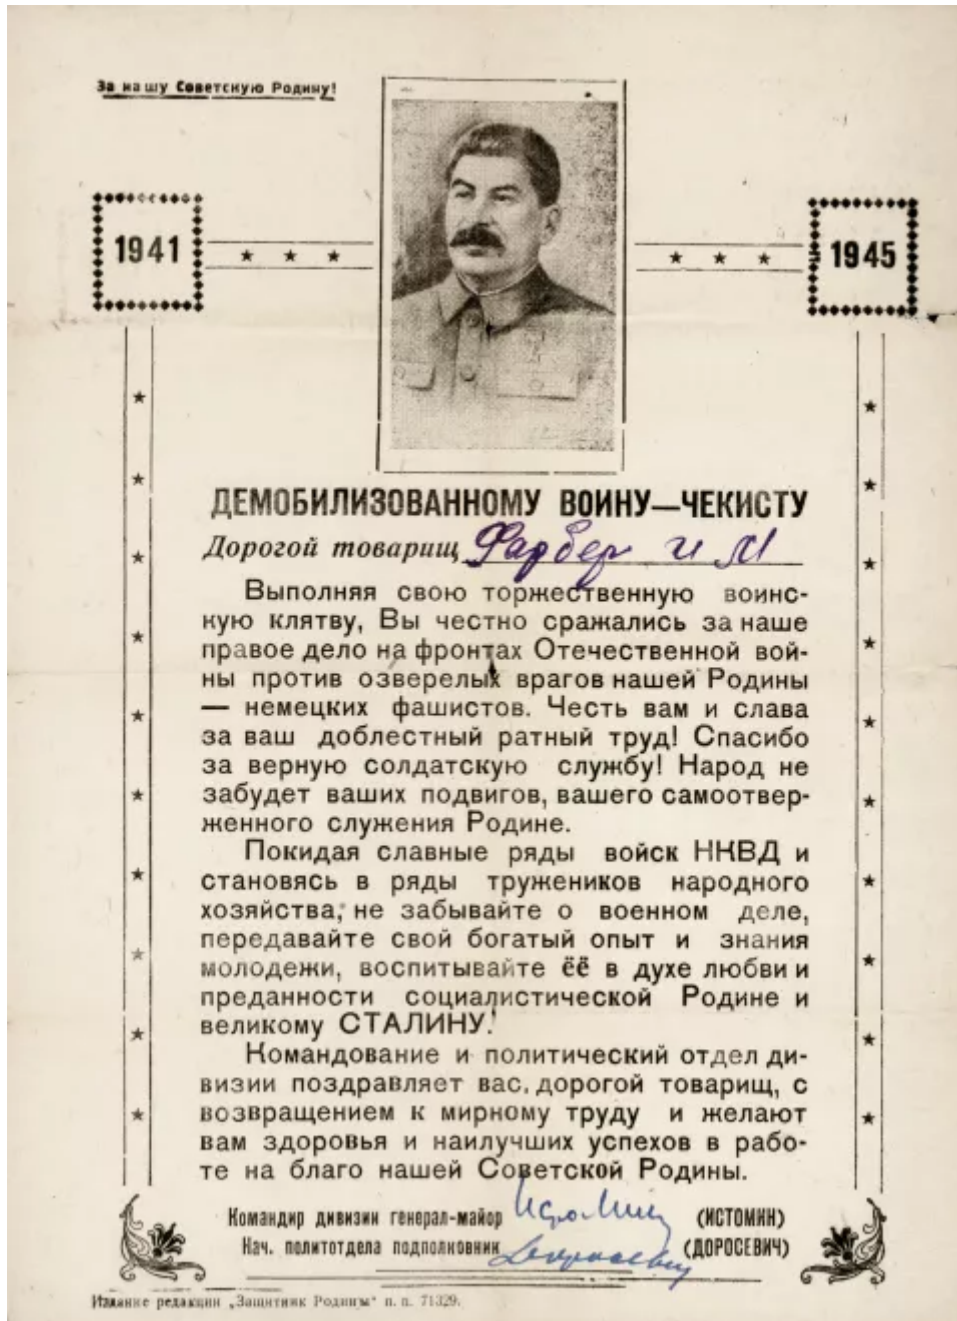 За нашу Советскую Родину!
1941
1945
ДЕМОБИЛИЗОВАННОМУ ВОИНУ—ЧЕКИСТУ
Дорогой товарищ Фарбер И М
Выполняя свою торжественную воинс-
кую клятву, Вы честно сражались за наше
правое дело на фронтах Отечественной вой-
ны против озверелых врагов нашей Родины
— немецких фашистов. Честь вам и слава
за ваш доблестный ратный труд! Спасибо
за верную солдатскую службу! Народ не
забудет ваших подвигов, вашего самоотвер-
женного служения Родине.
Покидая славные ряды войск НКВД и
становясь в ряды тружеников народного
хозяйства, не забывайте о военном деле,
передавайте свой богатый опыт и знания
молодежи, воспитывайте её в духе любви и
преданности социалистической Родине и
великому СТАЛИНУ!
Командование и политический отдел ди-
визии поздравляет вас, дорогой товарищ, с
возвращением к мирному труду и желают
вам здоровья и наилучших успехов в рабо-
те на благо нашей Советской Родины.
Командир дивизии генерал-майор Истомин (ИСТОМИН)
Нач. политотдела подполковник Доросевич (ДОРОСЕВИЧ)
Издание редакции „Защитник Родины“ п. п. 71329.